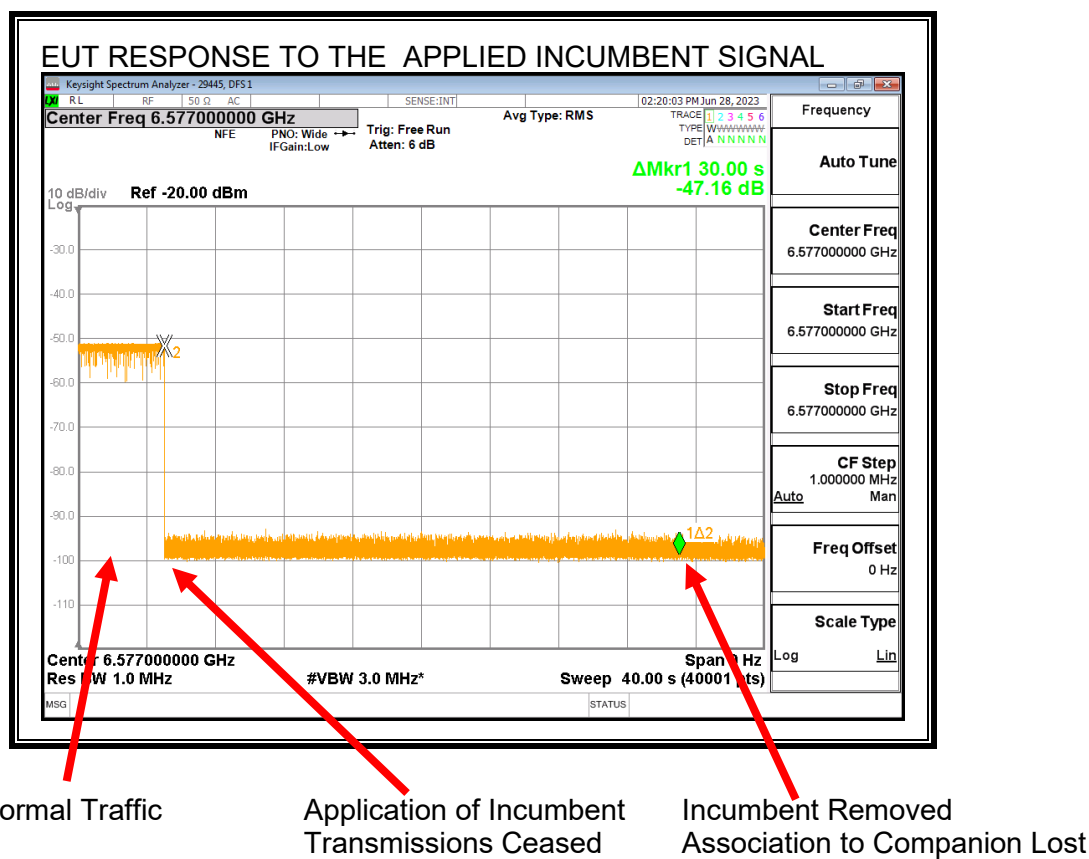 EUT RESPONSE TO THE APPLIED INCUMBENT SIGNAL
Keysight Spectrum Analyzer - 29445, DFS 1
LXI RL RF 50 Ω AC SENSE:INT 02:20:03 PM Jun 28, 2023
Center Freq 6.577000000 GHz
NFE
PNO: Wide
IFGain:Low
Trig: Free Run
Atten: 6 dB
Avg Type: RMS
TRACE 1 2 3 4 5 6
TYPE WWWWWW
DET A N N N N N
ΔMkr1 30.00 s
-47.16 dB
10 dB/div Ref -20.00 dBm
Log
-30.0
-40.0
-50.0
-60.0
-70.0
-80.0
-90.0
-100
-110
2
1Δ2
Center 6.577000000 GHz Span 0 Hz
Res BW 1.0 MHz #VBW 3.0 MHz* Sweep 40.00 s (40001 pts)
MSG STATUS
Frequency
Auto Tune
Center Freq
6.577000000 GHz
Start Freq
6.577000000 GHz
Stop Freq
6.577000000 GHz
CF Step
1.000000 MHz
Auto Man
Freq Offset
0 Hz
Scale Type
Log Lin
ormal Traffic
Application of Incumbent
Transmissions Ceased
Incumbent Removed
Association to Companion Lost